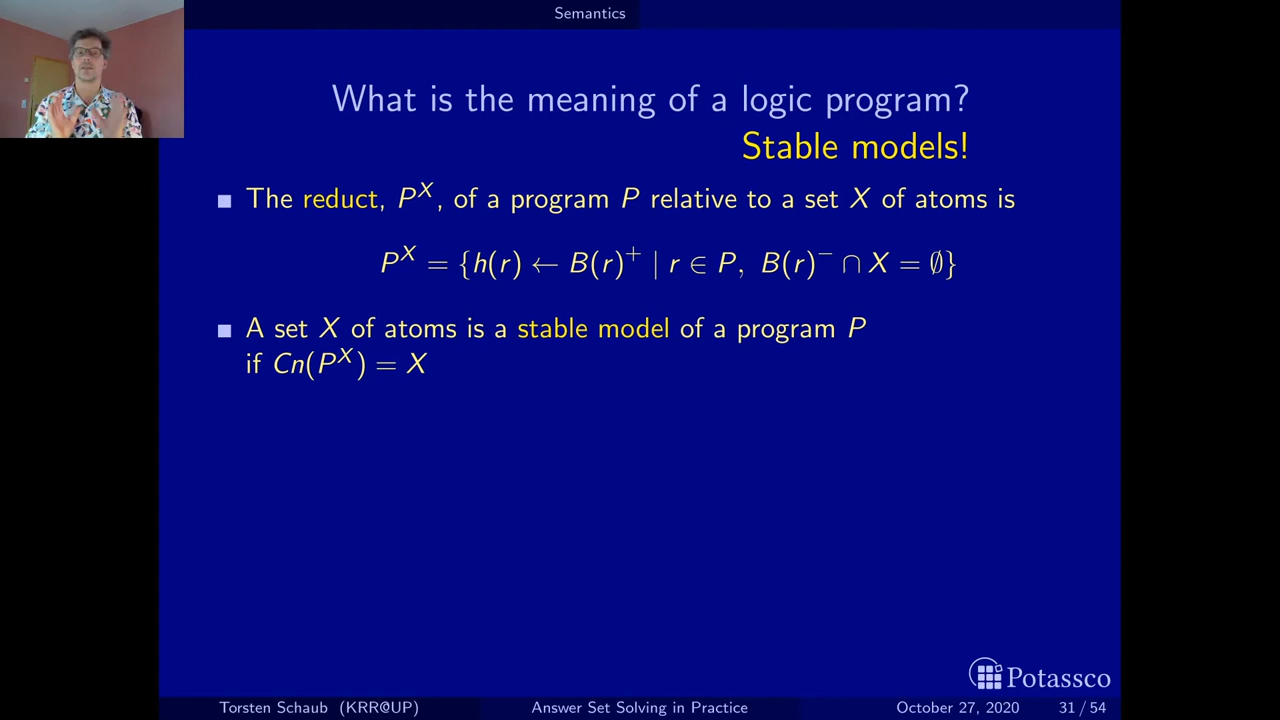 Semantics
What is the meaning of a logic program?
Stable models!
The reduct, P^X, of a program P relative to a set X of atoms is
P^X = {h(r) ← B(r)^+ | r ∈ P, B(r)^− ∩ X = ∅}
A set X of atoms is a stable model of a program P
if Cn(P^X) = X
Potassco
Torsten Schaub (KRR@UP) Answer Set Solving in Practice October 27, 2020 31 / 54